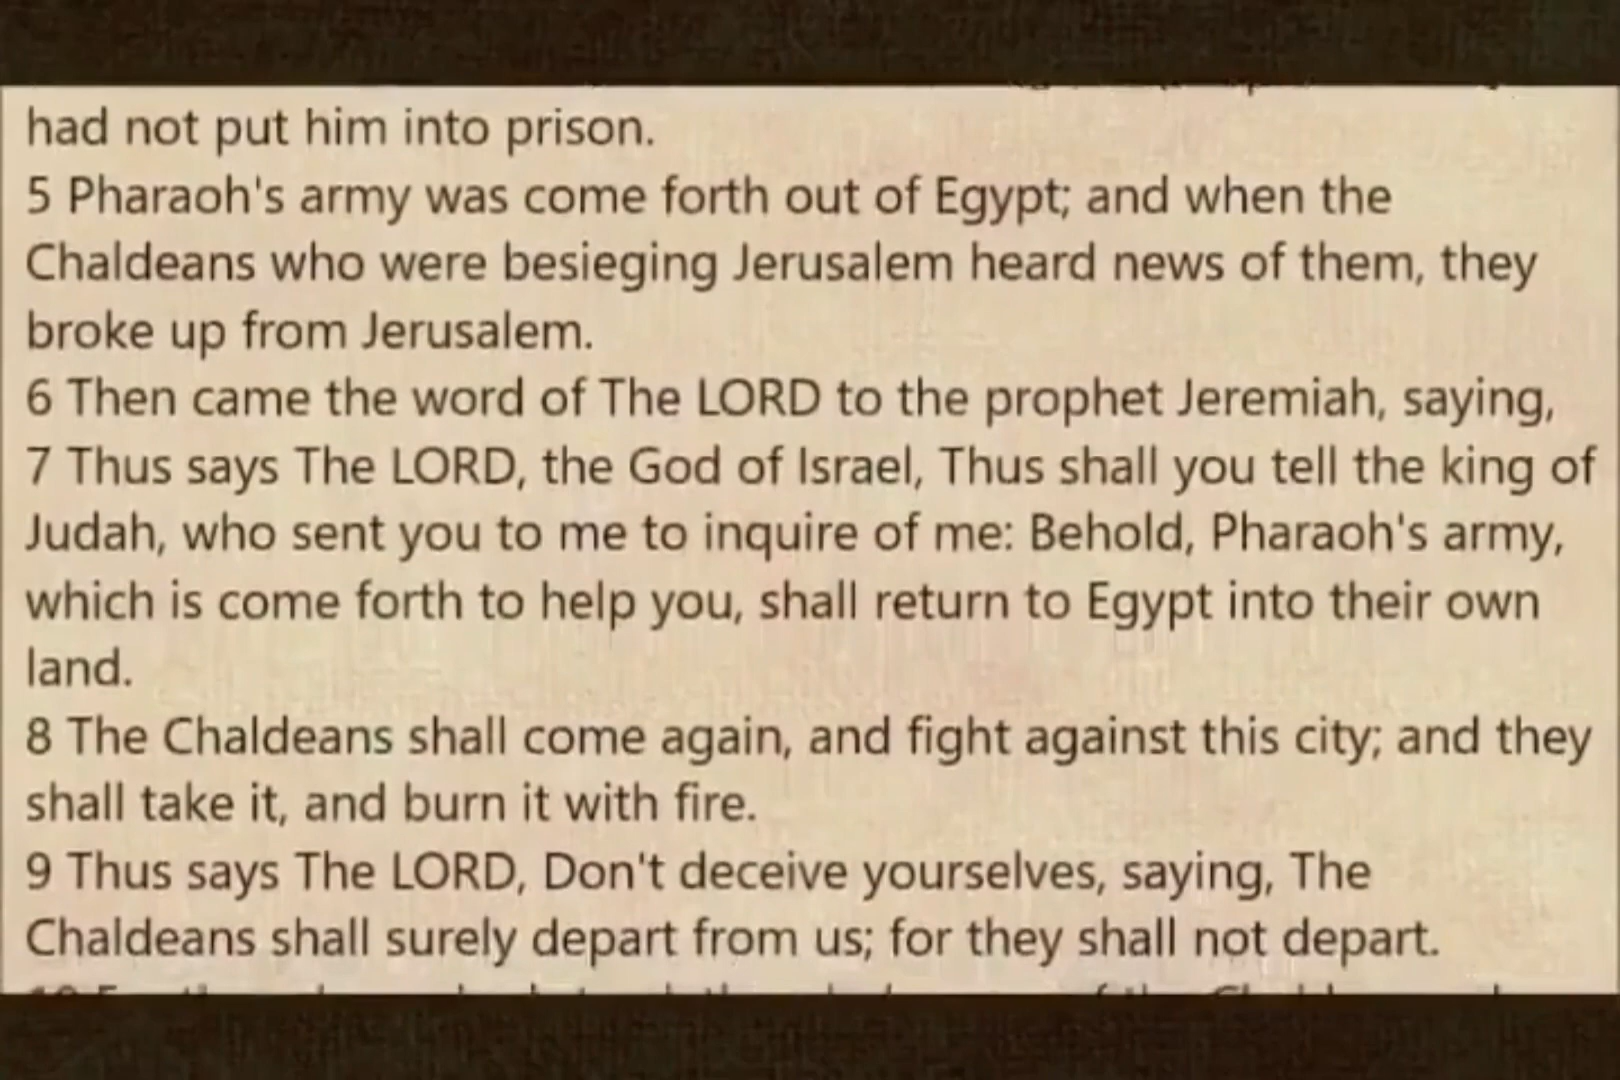 had not put him into prison.
5 Pharaoh's army was come forth out of Egypt; and when the
Chaldeans who were besieging Jerusalem heard news of them, they
broke up from Jerusalem.
6 Then came the word of The LORD to the prophet Jeremiah, saying,
7 Thus says The LORD, the God of Israel, Thus shall you tell the king of
Judah, who sent you to me to inquire of me: Behold, Pharaoh's army,
which is come forth to help you, shall return to Egypt into their own
land.
8 The Chaldeans shall come again, and fight against this city; and they
shall take it, and burn it with fire.
9 Thus says The LORD, Don't deceive yourselves, saying, The
Chaldeans shall surely depart from us; for they shall not depart.